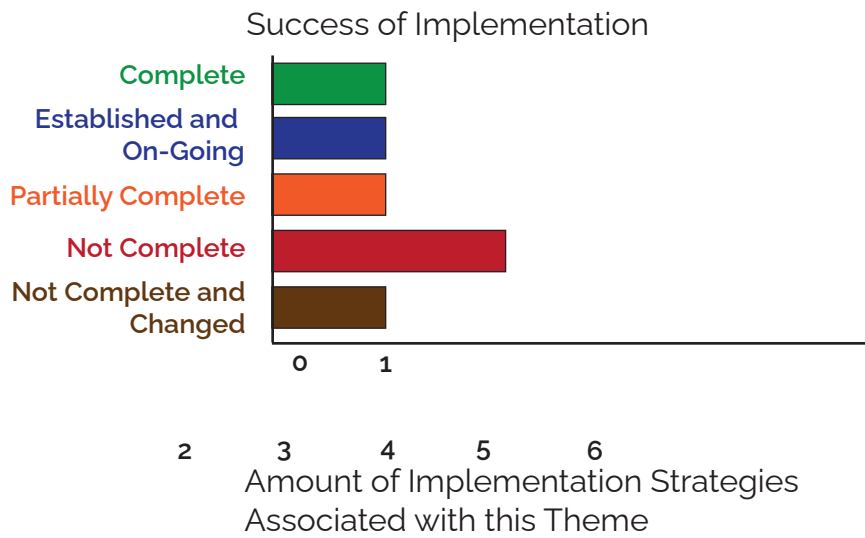 Success of Implementation
Complete
Established and
On-Going
Partially Complete
Not Complete
Not Complete and
Changed
0 1
2 3 4 5 6
Amount of Implementation Strategies
Associated with this Theme